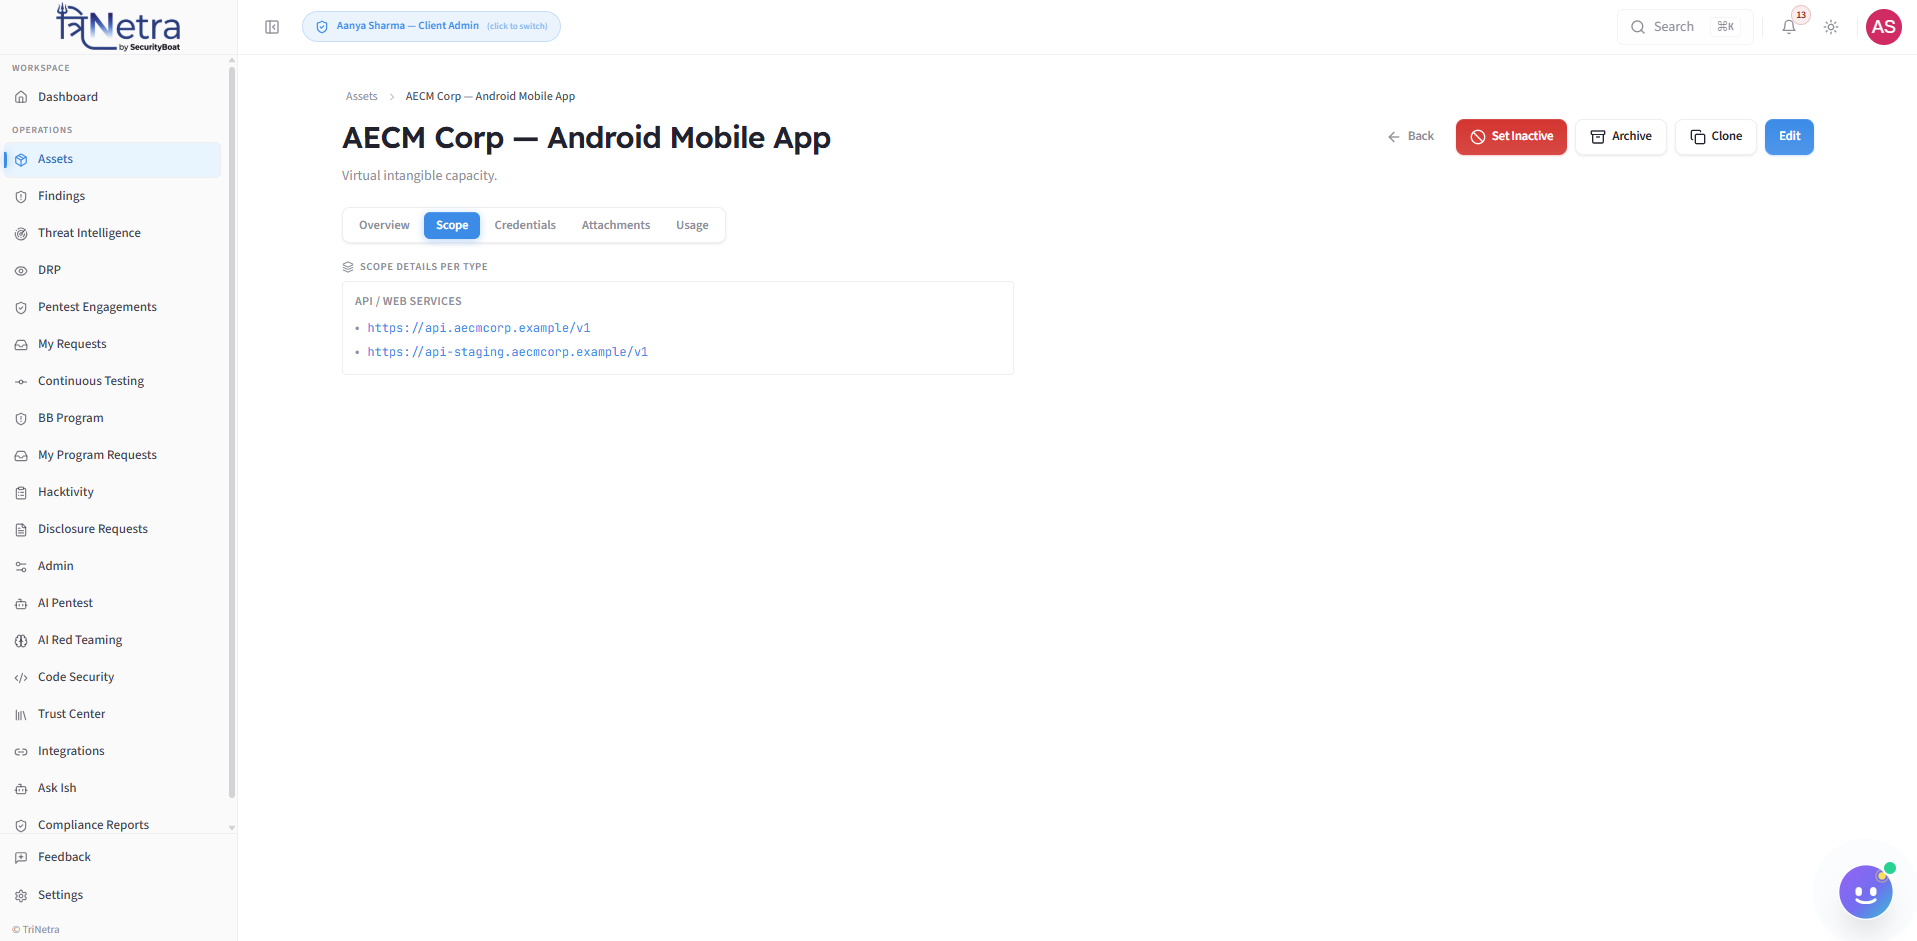 त्रिNetra
by SecurityBoat
Aanya Sharma — Client Admin (click to switch)
Search ⌘K
13
AS
WORKSPACE
Dashboard
OPERATIONS
Assets
Findings
Threat Intelligence
DRP
Pentest Engagements
My Requests
Continuous Testing
BB Program
My Program Requests
Hacktivity
Disclosure Requests
Admin
AI Pentest
AI Red Teaming
Code Security
Trust Center
Integrations
Ask Ish
Compliance Reports
Feedback
Settings
© TriNetra
Assets > AECM Corp — Android Mobile App
AECM Corp — Android Mobile App
Back Set Inactive Archive Clone Edit
Virtual intangible capacity.
Overview Scope Credentials Attachments Usage
SCOPE DETAILS PER TYPE
API / WEB SERVICES
• https://api.aecmcorp.example/v1
• https://api-staging.aecmcorp.example/v1